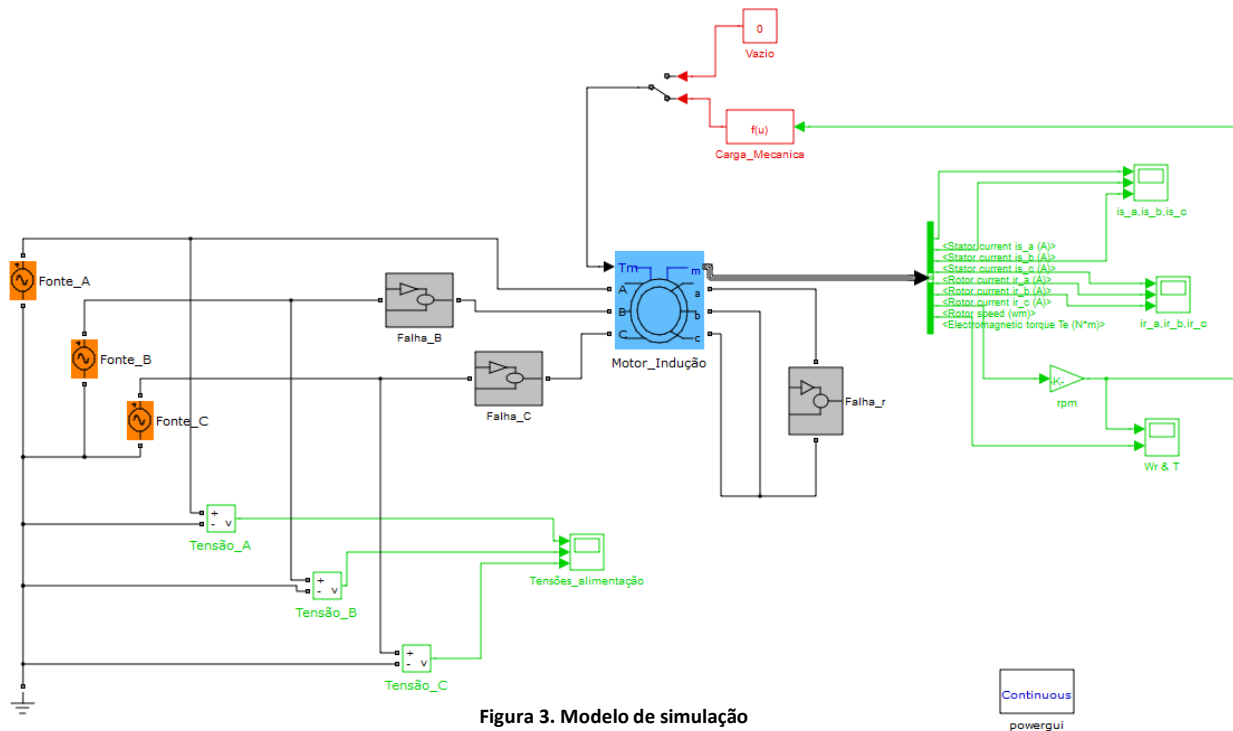 0
Vazio
f(u)
Carga_Mecanica
is_a,is_b,is_c
<Stator current is_a (A)>
<Stator current is_b (A)>
<Stator current is_c (A)>
<Rotor current ir_a (A)>
<Rotor current ir_b (A)>
<Rotor current ir_c (A)>
<Rotor speed (wm)>
<Electromagnetic torque Te (N*m)>
ir_a,ir_b,ir_c
Fonte_A
Fonte_B
Fonte_C
Falha_B
Falha_C
Tm
m
A
a
B
b
C
c
Motor_Indução
Falha_r
-K-
rpm
Wr & T
+
-
v
Tensão_A
+
-
v
Tensão_B
+
-
v
Tensão_C
Tensões_alimentação
Continuous
powergui
Figura 3. Modelo de simulação